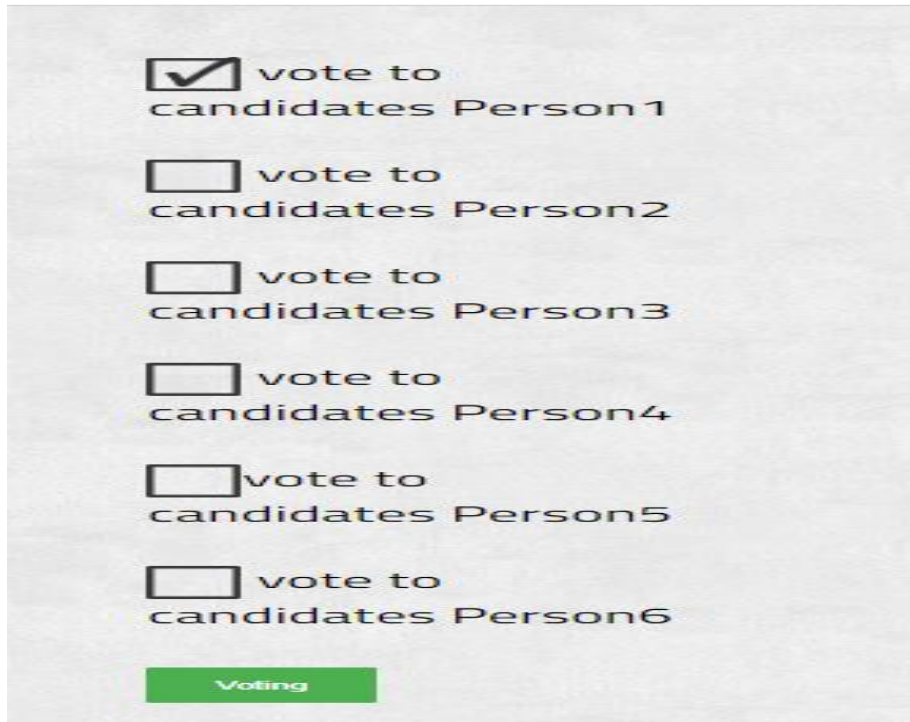 vote to
candidates Person1
vote to
candidates Person2
vote to
candidates Person3
vote to
candidates Person4
vote to
candidates Person5
vote to
candidates Person6
Voting